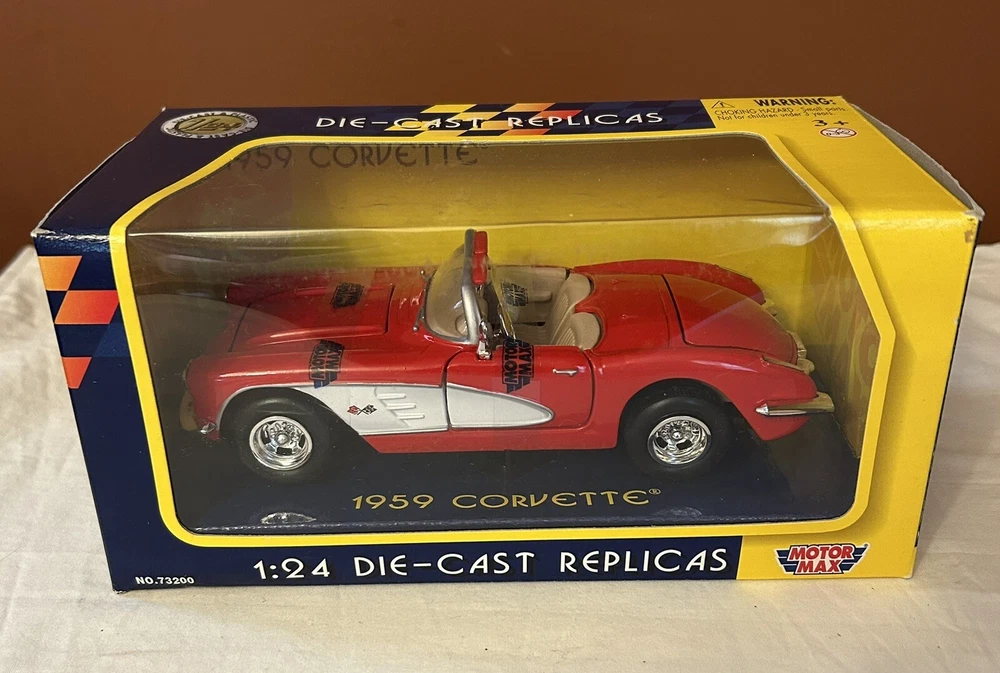 DIE-CAST REPLICAS
WARNING:
CHOKING HAZARD - Small parts.
Not for children under 3 years.
3+
1959 CORVETTE
MOTOR
MAX
MOTOR
MAX
1959 CORVETTE®
NO.73200
1:24 DIE-CAST REPLICAS
MOTOR
MAX